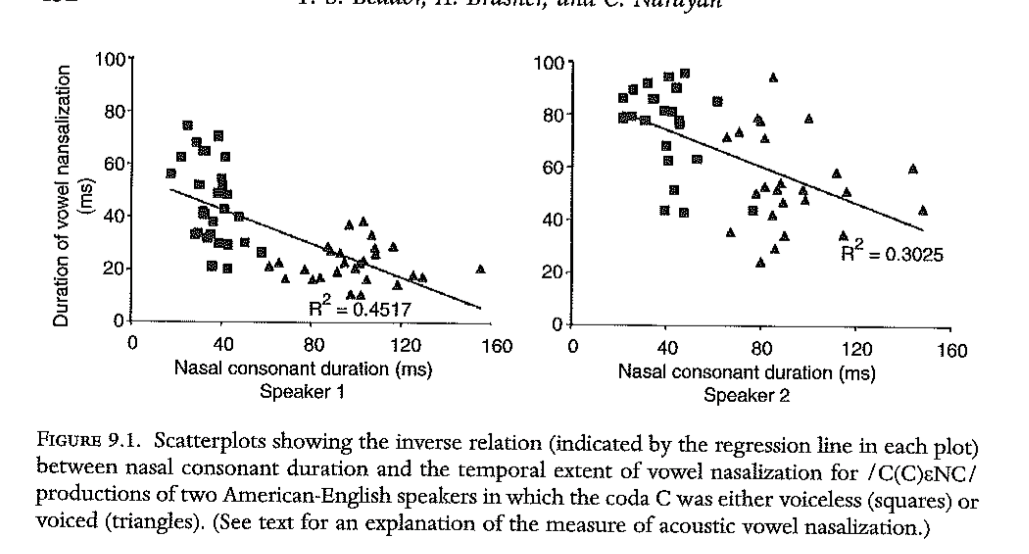 100
80
60
40
20
0
Duration of vowel nansalization
(ms)
R² = 0.4517
0 40 80 120 160
Nasal consonant duration (ms)
Speaker 1
100
80
60
40
20
0
R² = 0.3025
0 40 80 120 160
Nasal consonant duration (ms)
Speaker 2
FIGURE 9.1. Scatterplots showing the inverse relation (indicated by the regression line in each plot)
between nasal consonant duration and the temporal extent of vowel nasalization for /C(C)εNC/
productions of two American-English speakers in which the coda C was either voiceless (squares) or
voiced (triangles). (See text for an explanation of the measure of acoustic vowel nasalization.)